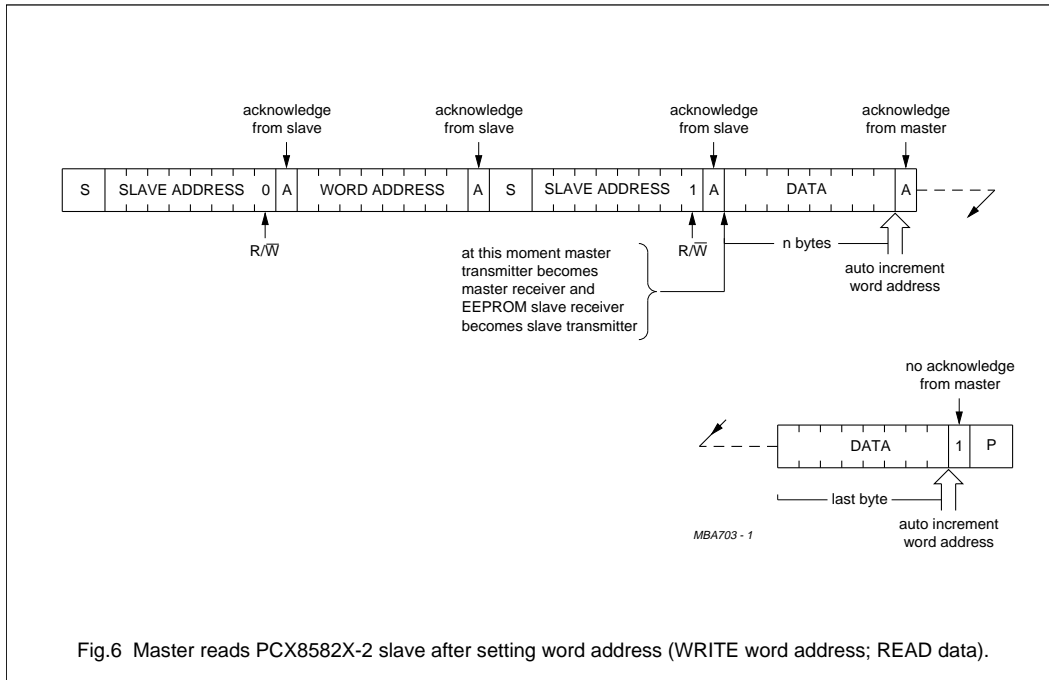 acknowledge
from slave
acknowledge
from slave
acknowledge
from slave
acknowledge
from master
S SLAVE ADDRESS 0 A WORD ADDRESS A S SLAVE ADDRESS 1 A DATA A
R/W̅
R/W̅
n bytes
auto increment
word address
at this moment master
transmitter becomes
master receiver and
EEPROM slave receiver
becomes slave transmitter
no acknowledge
from master
DATA 1 P
last byte
auto increment
word address
MBA703 - 1
Fig.6 Master reads PCX8582X-2 slave after setting word address (WRITE word address; READ data).